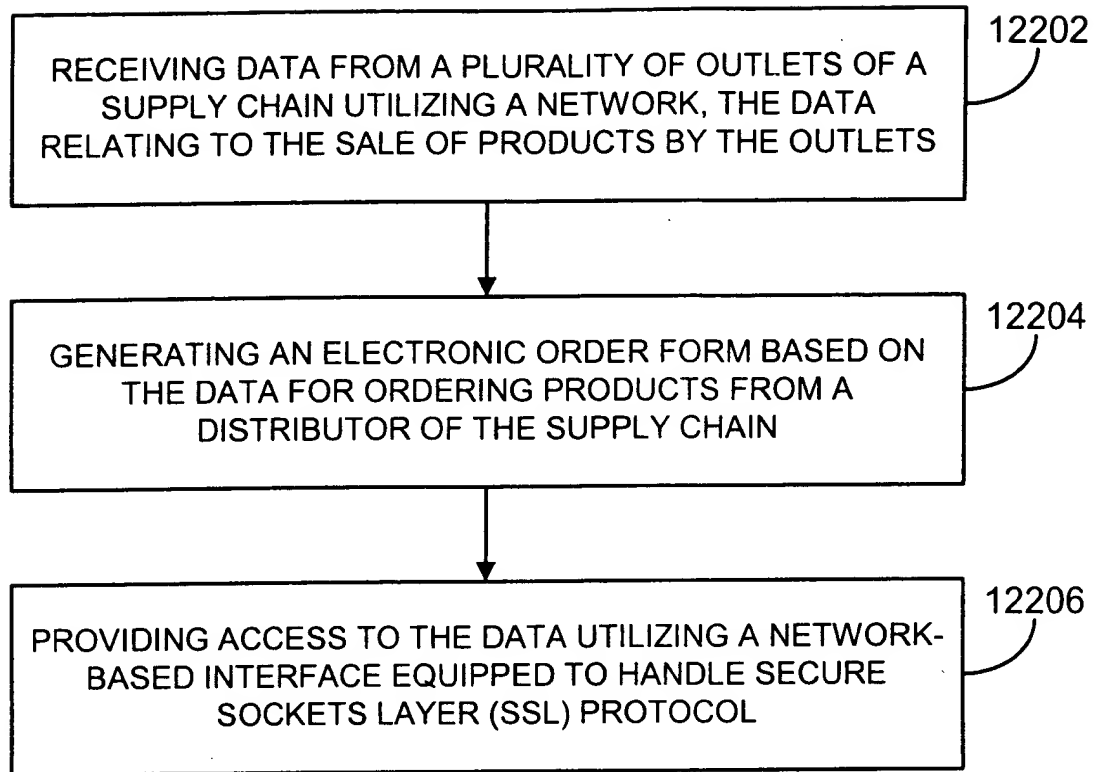 12202
RECEIVING DATA FROM A PLURALITY OF OUTLETS OF A
SUPPLY CHAIN UTILIZING A NETWORK, THE DATA
RELATING TO THE SALE OF PRODUCTS BY THE OUTLETS
12204
GENERATING AN ELECTRONIC ORDER FORM BASED ON
THE DATA FOR ORDERING PRODUCTS FROM A
DISTRIBUTOR OF THE SUPPLY CHAIN
12206
PROVIDING ACCESS TO THE DATA UTILIZING A NETWORK-
BASED INTERFACE EQUIPPED TO HANDLE SECURE
SOCKETS LAYER (SSL) PROTOCOL